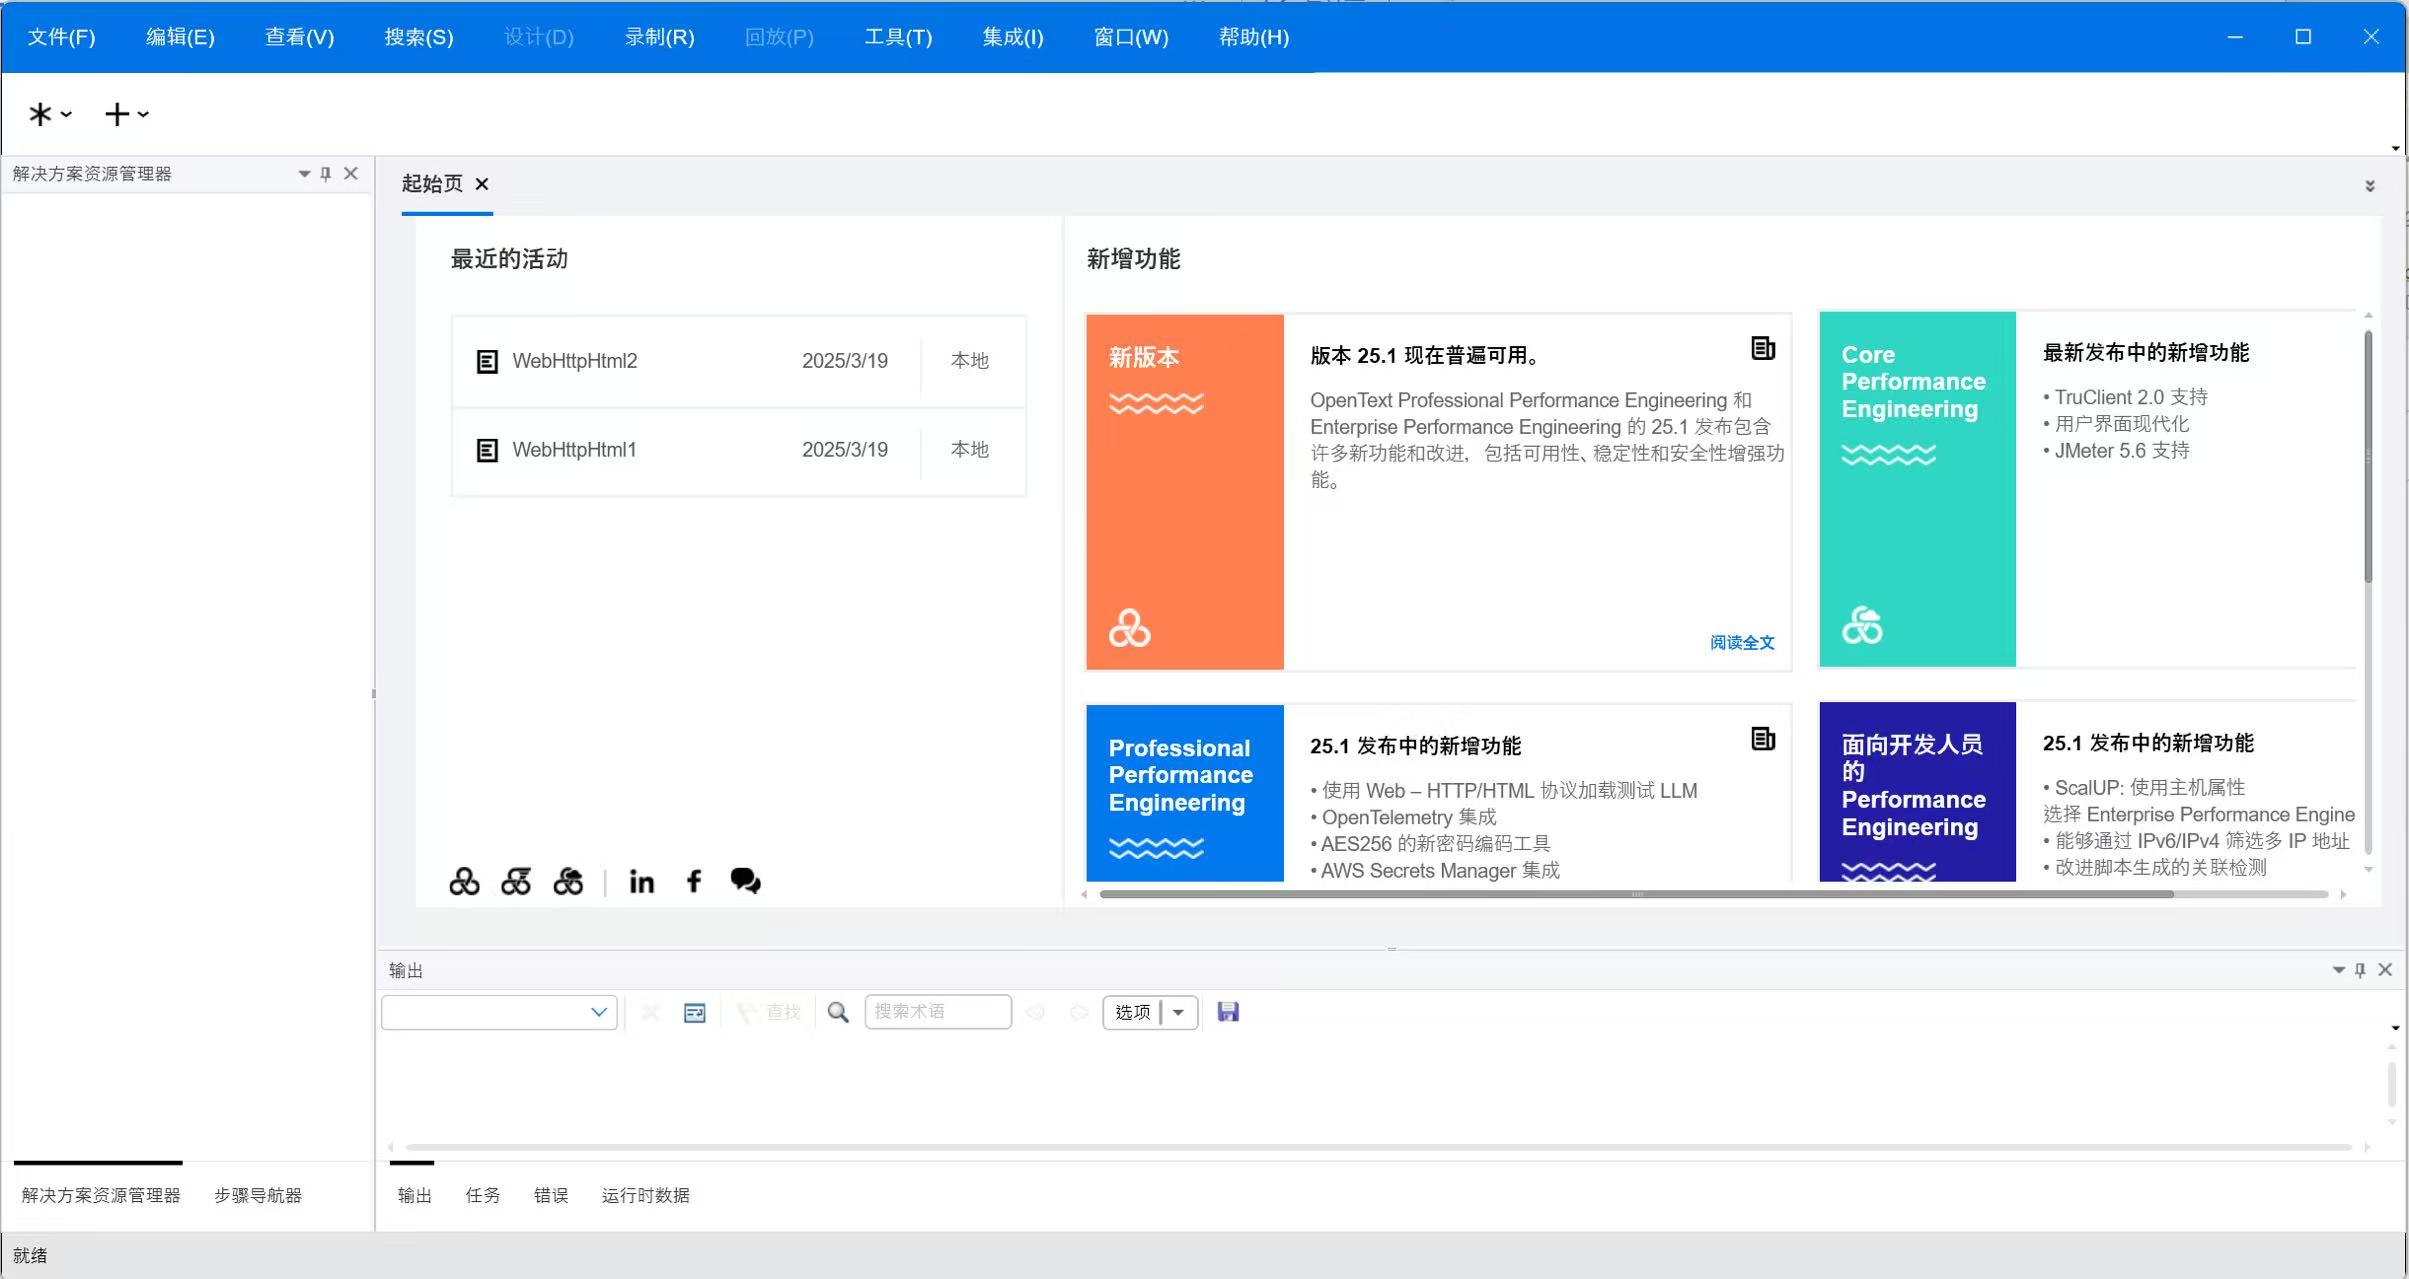 文件(F) 编辑(E) 查看(V) 搜索(S) 设计(D) 录制(R) 回放(P) 工具(T) 集成(I) 窗口(W) 帮助(H)
解决方案资源管理器
起始页
最近的活动
WebHttpHtml2 2025/3/19 本地
WebHttpHtml1 2025/3/19 本地
新增功能
新版本
版本 25.1 现在普遍可用。
OpenText Professional Performance Engineering 和
Enterprise Performance Engineering 的 25.1 发布包含
许多新功能和改进，包括可用性、稳定性和安全性增强功
能。
阅读全文
Core
Performance
Engineering
最新发布中的新增功能
• TruClient 2.0 支持
• 用户界面现代化
• JMeter 5.6 支持
Professional
Performance
Engineering
25.1 发布中的新增功能
• 使用 Web – HTTP/HTML 协议加载测试 LLM
• OpenTelemetry 集成
• AES256 的新密码编码工具
• AWS Secrets Manager 集成
面向开发人员
的
Performance
Engineering
25.1 发布中的新增功能
• ScalUP: 使用主机属性
选择 Enterprise Performance Engine
• 能够通过 IPv6/IPv4 筛选多 IP 地址
• 改进脚本生成的关联检测
输出
查找 搜索术语 选项
解决方案资源管理器 步骤导航器
输出 任务 错误 运行时数据
就绪